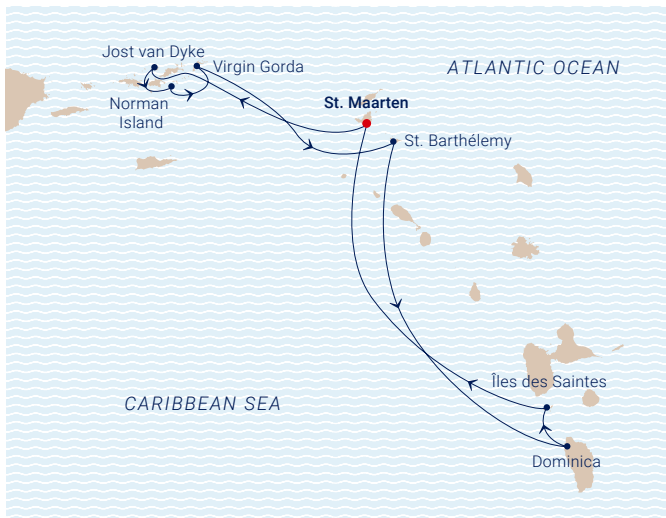 Jost van Dyke
Virgin Gorda
ATLANTIC OCEAN
Norman
Island
St. Maarten
St. Barthélemy
Îles des Saintes
CARIBBEAN SEA
Dominica